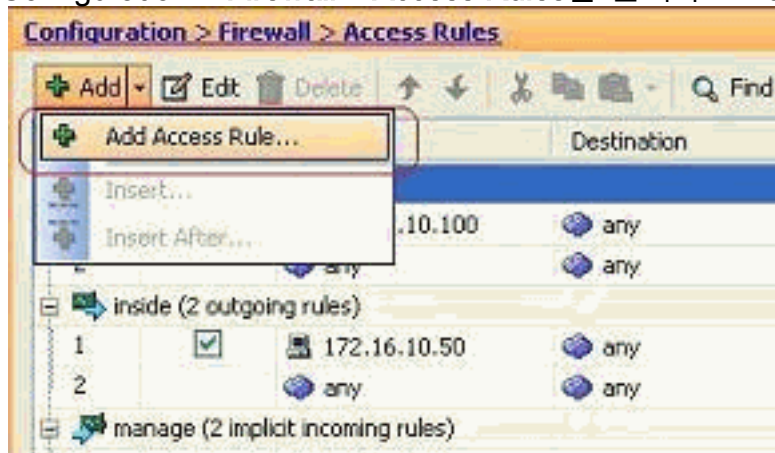 Configuration > Firewall > Access Rules
Add Edit Delete Find
Add Access Rule...
Destination
Insert...
Insert After...
.10.100 any
2 any any
inside (2 outgoing rules)
1 172.16.10.50 any
2 any any
manage (2 implicit incoming rules)